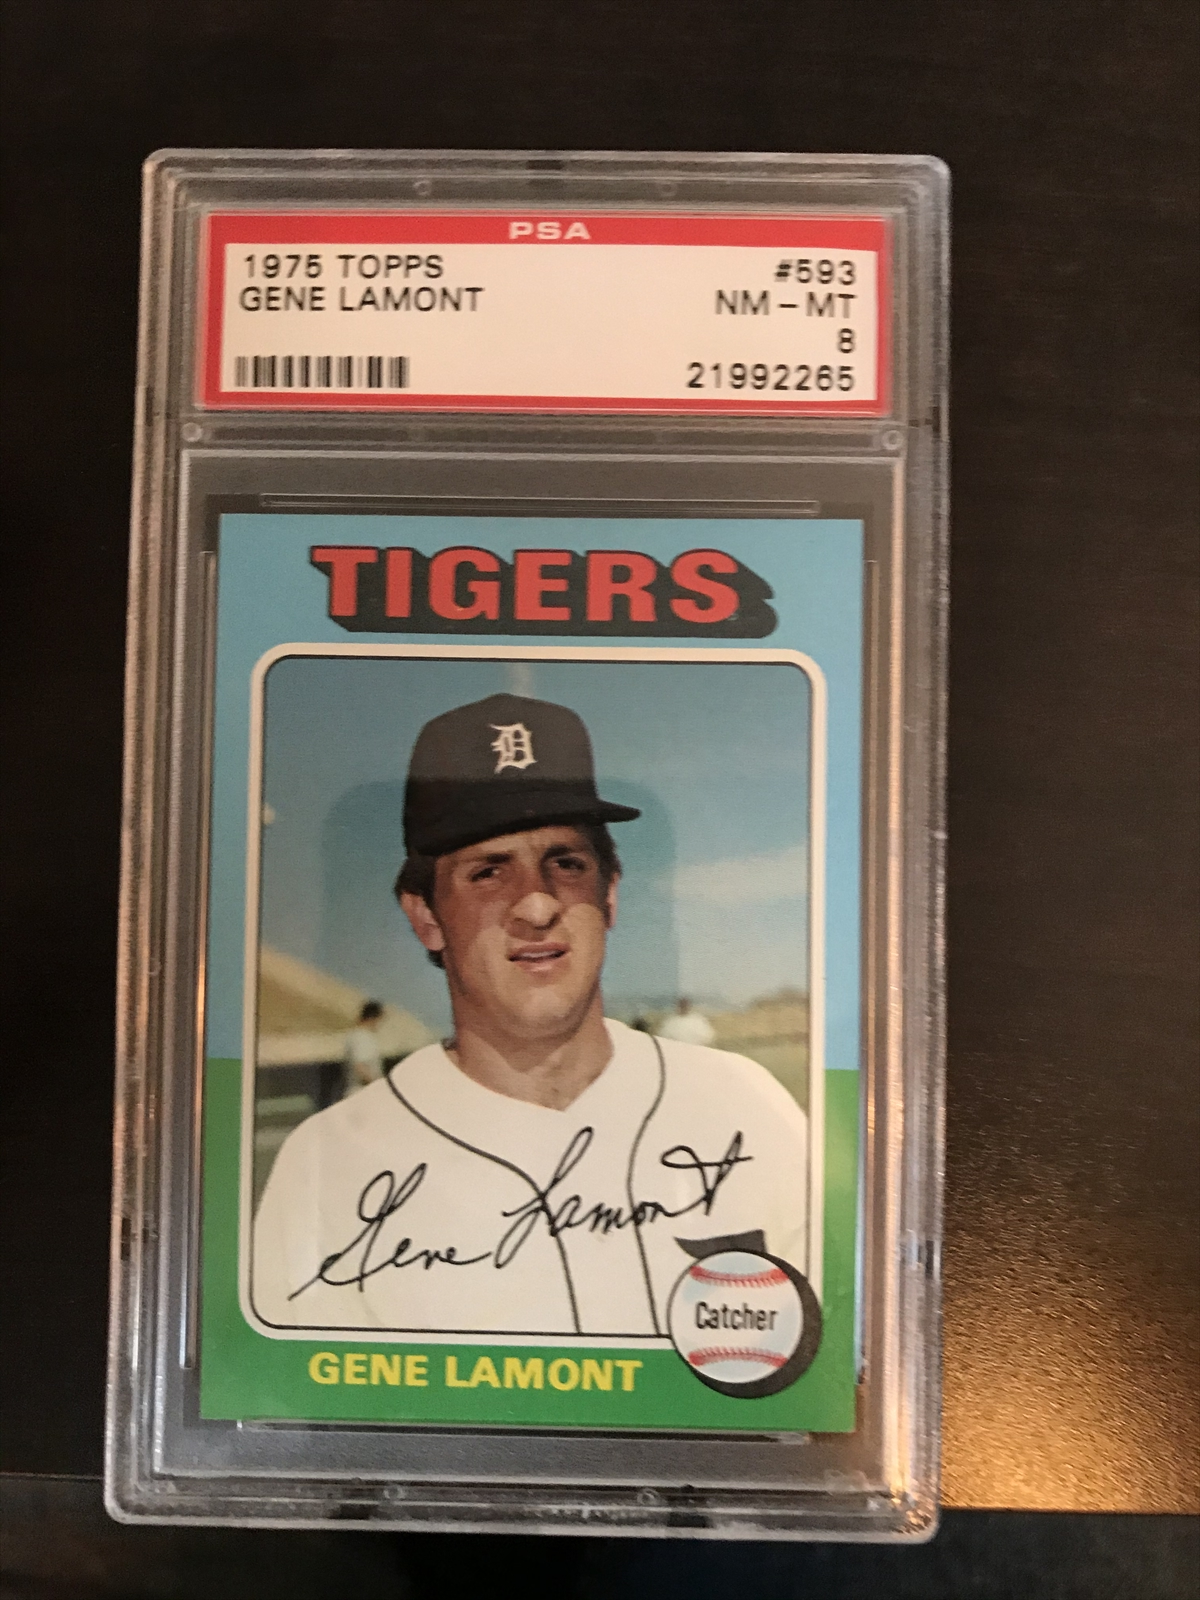 PSA
1975 TOPPS #593
GENE LAMONT NM - MT
8
21992265
TIGERS
D
Gene Lamont
Catcher
GENE LAMONT